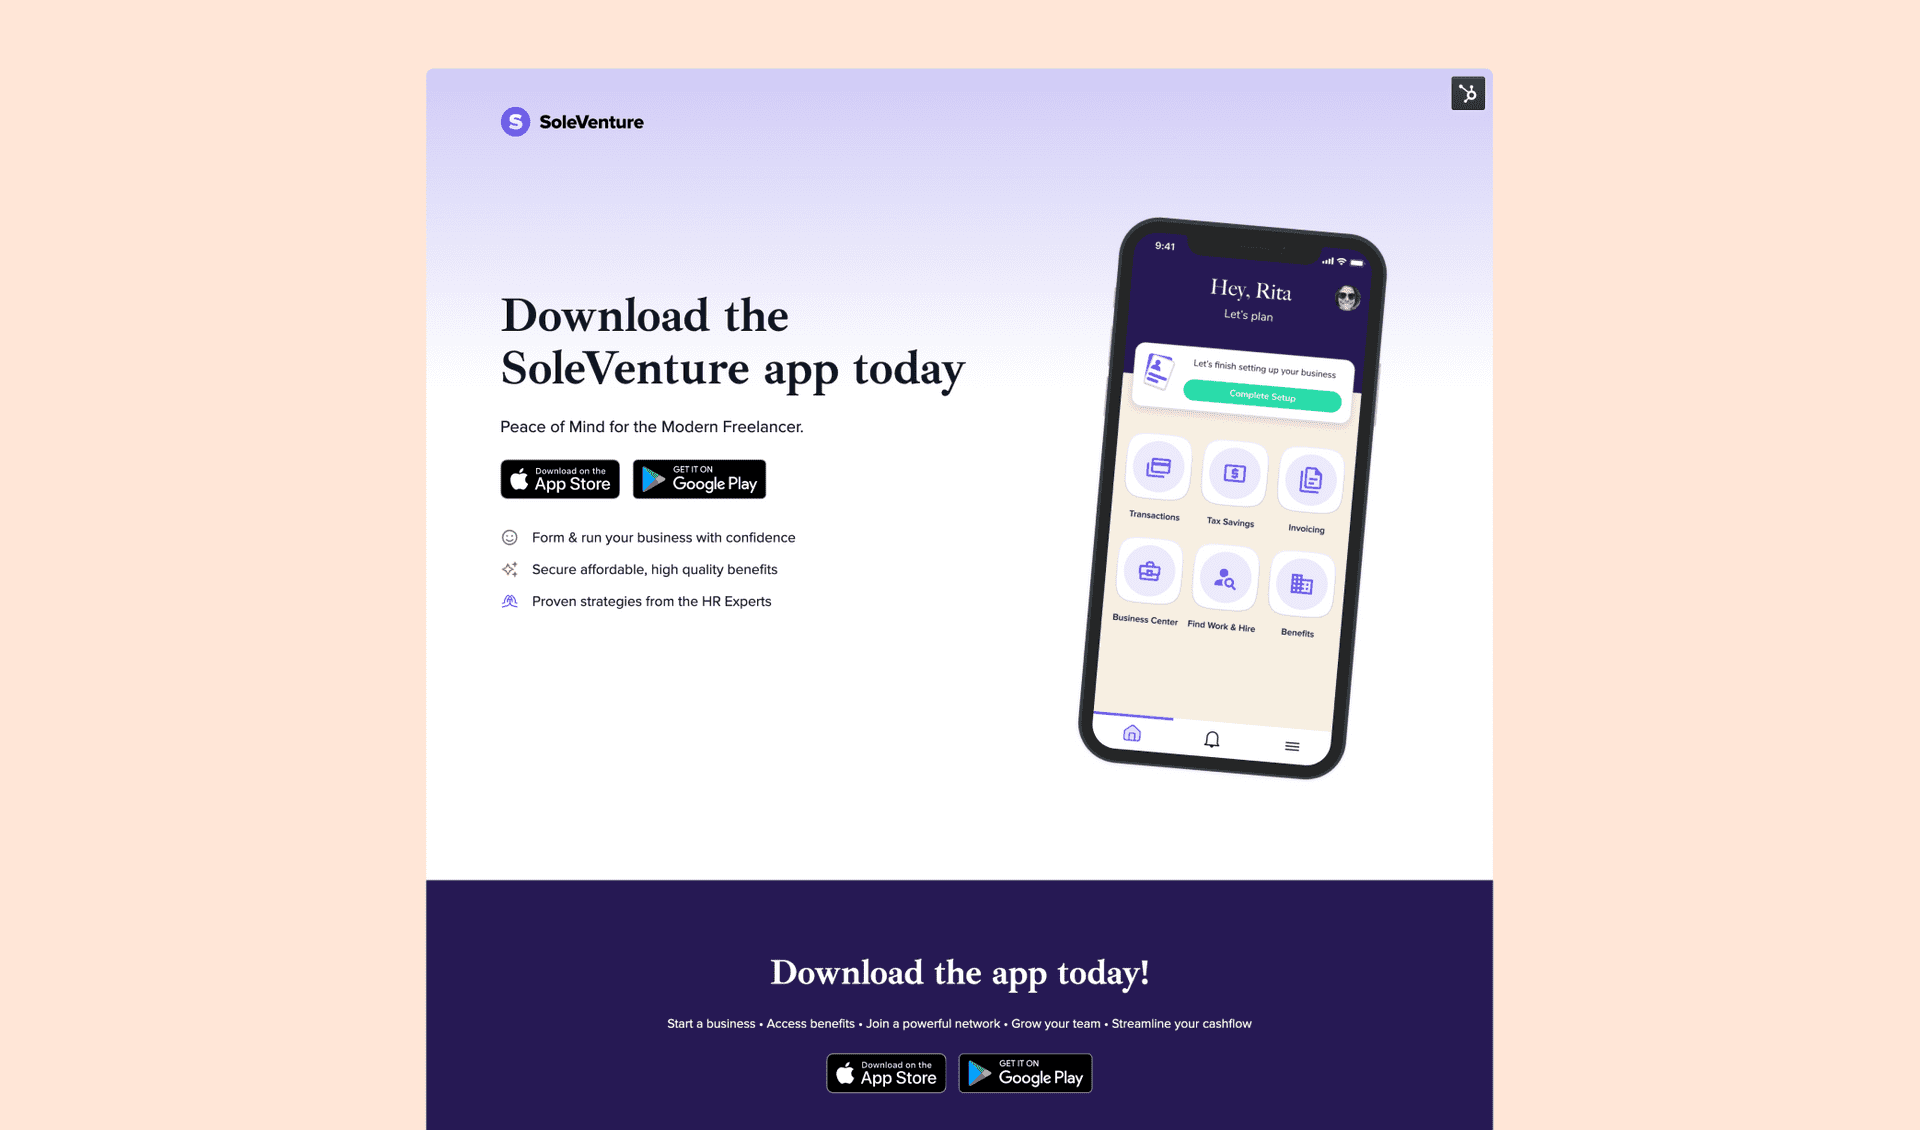 S SoleVenture
Download the
SoleVenture app today
Peace of Mind for the Modern Freelancer.
Download on the
App Store
GET IT ON
Google Play
Form & run your business with confidence
Secure affordable, high quality benefits
Proven strategies from the HR Experts
9:41
Hey, Rita
Let's plan
Let's finish setting up your business
Complete Setup
Transactions
Tax Savings
Invoicing
Business Center
Find Work & Hire
Benefits
Download the app today!
Start a business • Access benefits • Join a powerful network • Grow your team • Streamline your cashflow
Download on the
App Store
GET IT ON
Google Play